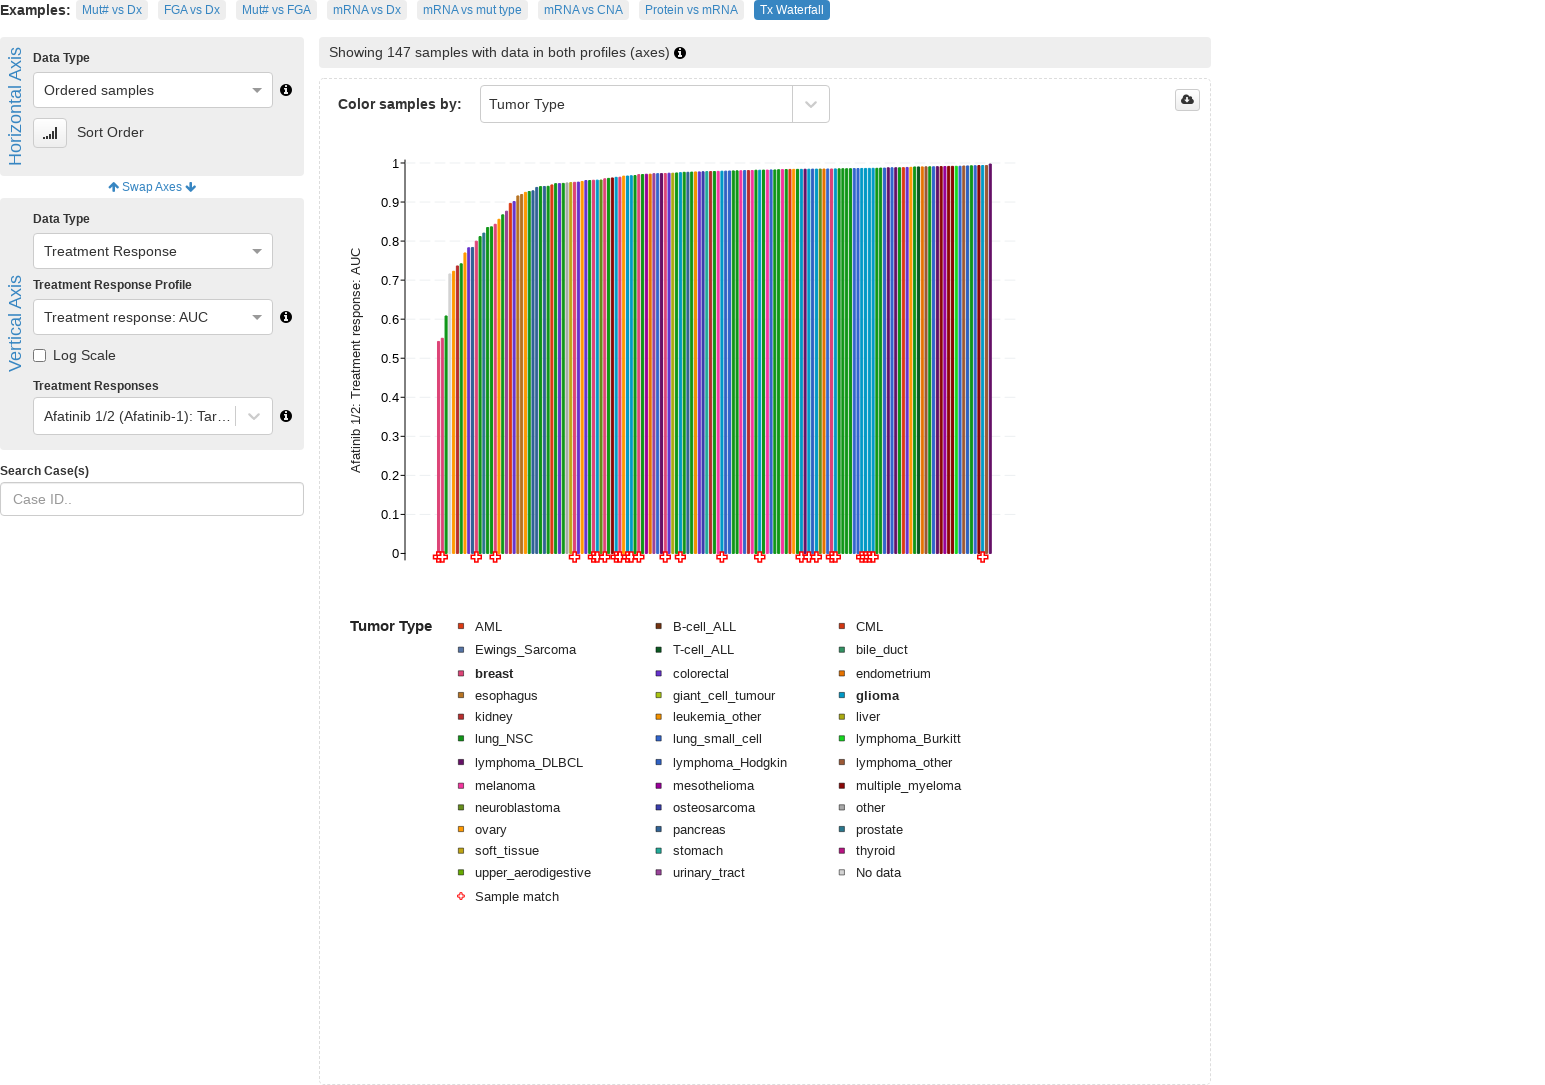 Examples: Mut# vs Dx FGA vs Dx Mut# vs FGA mRNA vs Dx mRNA vs mut type mRNA vs CNA Protein vs mRNA Tx Waterfall
Horizontal Axis
Data Type
Ordered samples
Sort Order
Swap Axes
Vertical Axis
Data Type
Treatment Response
Treatment Response Profile
Treatment response: AUC
Log Scale
Treatment Responses
Afatinib 1/2 (Afatinib-1): Tar…
Search Case(s)
Case ID..
Showing 147 samples with data in both profiles (axes)
Color samples by: Tumor Type
Afatinib 1/2: Treatment response: AUC
1
0.9
0.8
0.7
0.6
0.5
0.4
0.3
0.2
0.1
0
Tumor Type
AML B-cell_ALL CML
Ewings_Sarcoma T-cell_ALL bile_duct
breast colorectal endometrium
esophagus giant_cell_tumour glioma
kidney leukemia_other liver
lung_NSC lung_small_cell lymphoma_Burkitt
lymphoma_DLBCL lymphoma_Hodgkin lymphoma_other
melanoma mesothelioma multiple_myeloma
neuroblastoma osteosarcoma other
ovary pancreas prostate
soft_tissue stomach thyroid
upper_aerodigestive urinary_tract No data
Sample match